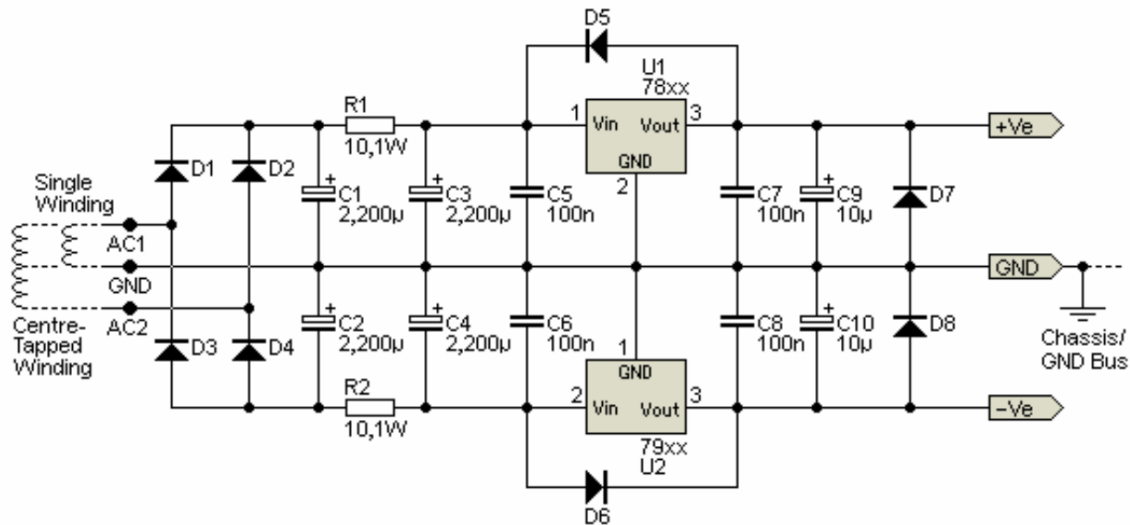 D5
U1
78xx
R1
10,1W
1
Vin
Vout
3
GND
2
+Ve
D1
D2
+
C1
2,200µ
+
C3
2,200µ
C5
100n
C7
100n
+
C9
10µ
D7
Single
Winding
AC1
GND
AC2
GND
Centre-
Tapped
Winding
D3
D4
+
C2
2,200µ
+
C4
2,200µ
C6
100n
C8
100n
+
C10
10µ
D8
Chassis/
GND Bus
1
GND
R2
10,1W
2
Vin
Vout
3
–Ve
79xx
U2
D6